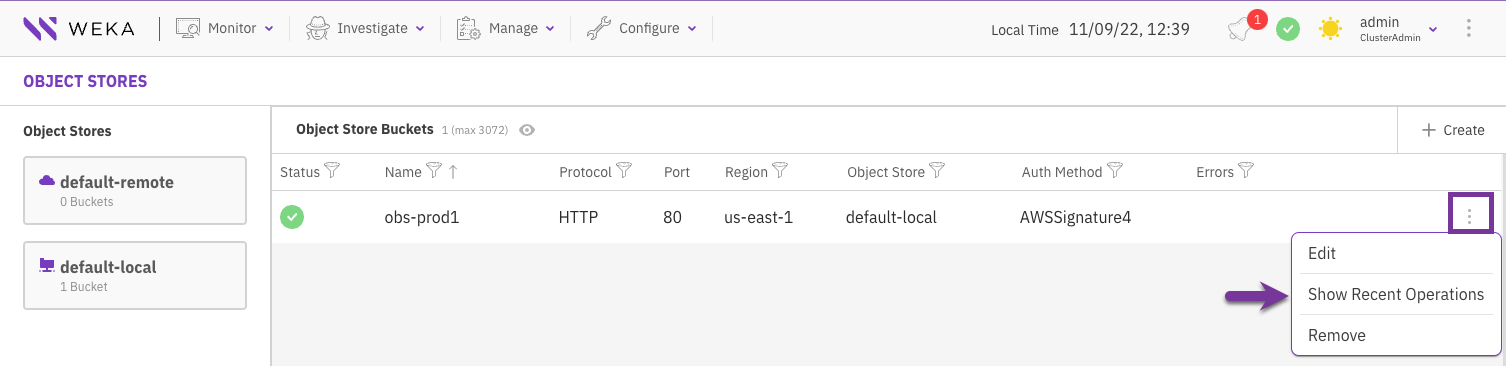 WEKA
Monitor
Investigate
Manage
Configure
Local Time 11/09/22, 12:39
1
admin
ClusterAdmin
OBJECT STORES
Object Stores
default-remote
0 Buckets
default-local
1 Bucket
Object Store Buckets 1 (max 3072)
Create
Status Name Protocol Port Region Object Store Auth Method Errors
obs-prod1 HTTP 80 us-east-1 default-local AWSSignature4
Edit
Show Recent Operations
Remove